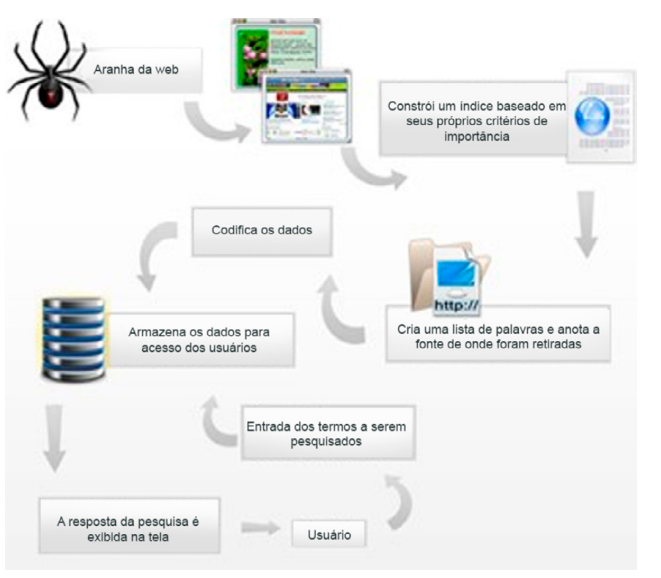 Aranha da web
Constrói um índice baseado em
seus próprios critérios de
importância
http://
Cria uma lista de palavras e anota a
fonte de onde foram retiradas
Codifica os dados
Armazena os dados para
acesso dos usuários
Entrada dos termos a serem
pesquisados
A resposta da pesquisa é
exibida na tela
Usuário